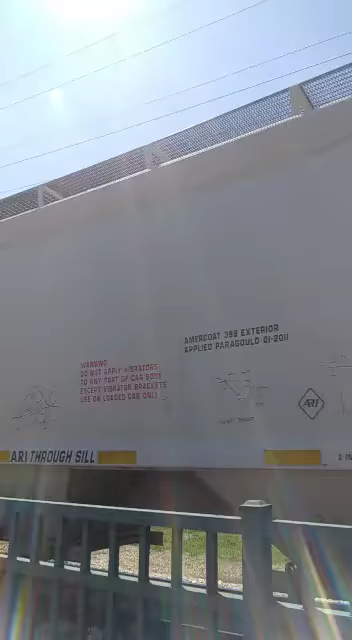 AMERCOAT 399 EXTERIOR
APPLIED PARAGOULD 01-2011
WARNING
DO NOT APPLY VIBRATORS
TO ANY PART OF CAR BODY
EXCEPT VIBRATOR BRACKETS
USE ON LOADED CAR ONLY
ARI
ARI THROUGH SILL